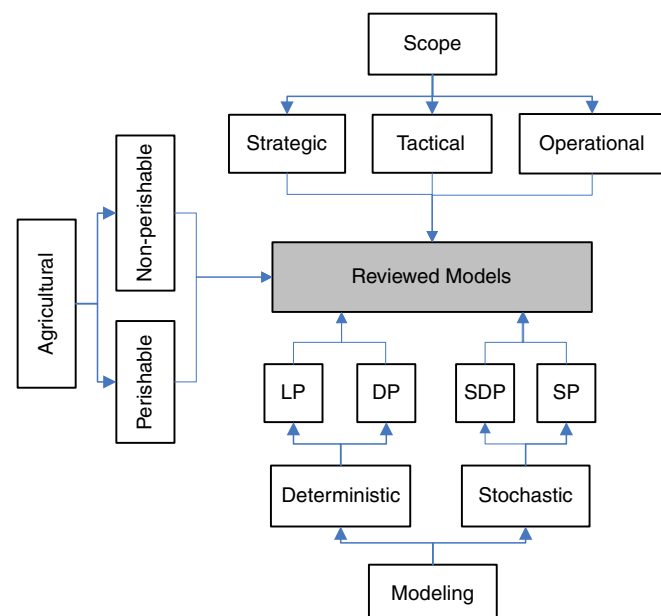 Scope
Strategic
Tactical
Operational
Agricultural
Non-perishable
Perishable
Reviewed Models
LP
DP
SDP
SP
Deterministic
Stochastic
Modeling